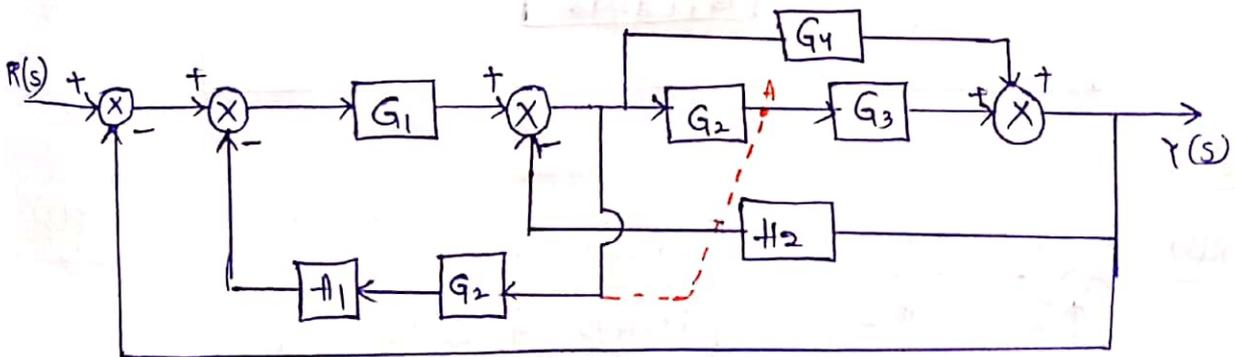 G4
R(s) + + + A +
G1 G2 + G3
- - -
Y(s)
H2
H1 G2